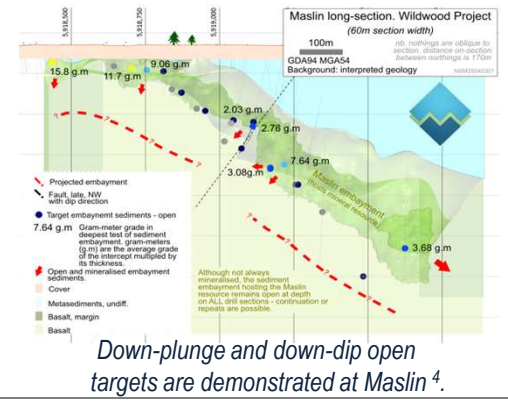 5,918,500
5,918,750
5,919,000
Maslin long-section. Wildwood Project
(60m section width)
100m
GDA94 MGA54
Background: interpreted geology
nb. nothings are oblique to
section. distance on-section
between northings is 170m
15.8 g.m
11.7 g.m
9.06 g.m
2.03 g.m
2.76 g.m
7.64 g.m
3.08g.m
3.68 g.m
Maslin embayment
(hosts mineral resource)
Projected embayment
Fault, late, NW
with dip direction
Target embayment sediments - open
7.64 g.m Gram-meter grade in
deepest test of sediment
embayment. gram-meters
(g.m) are the average grade
of the intercept multiplied by
its thickness.
Open and mineralised embayment
sediments.
Cover
Metasediments, undiff.
Basalt, margin
Basalt
Although not always
mineralised, the sediment
embayment hosting the Maslin
resource remains open at depth
on ALL drill sections - continuation or
repeats are possible.
Down-plunge and down-dip open
targets are demonstrated at Maslin 4.